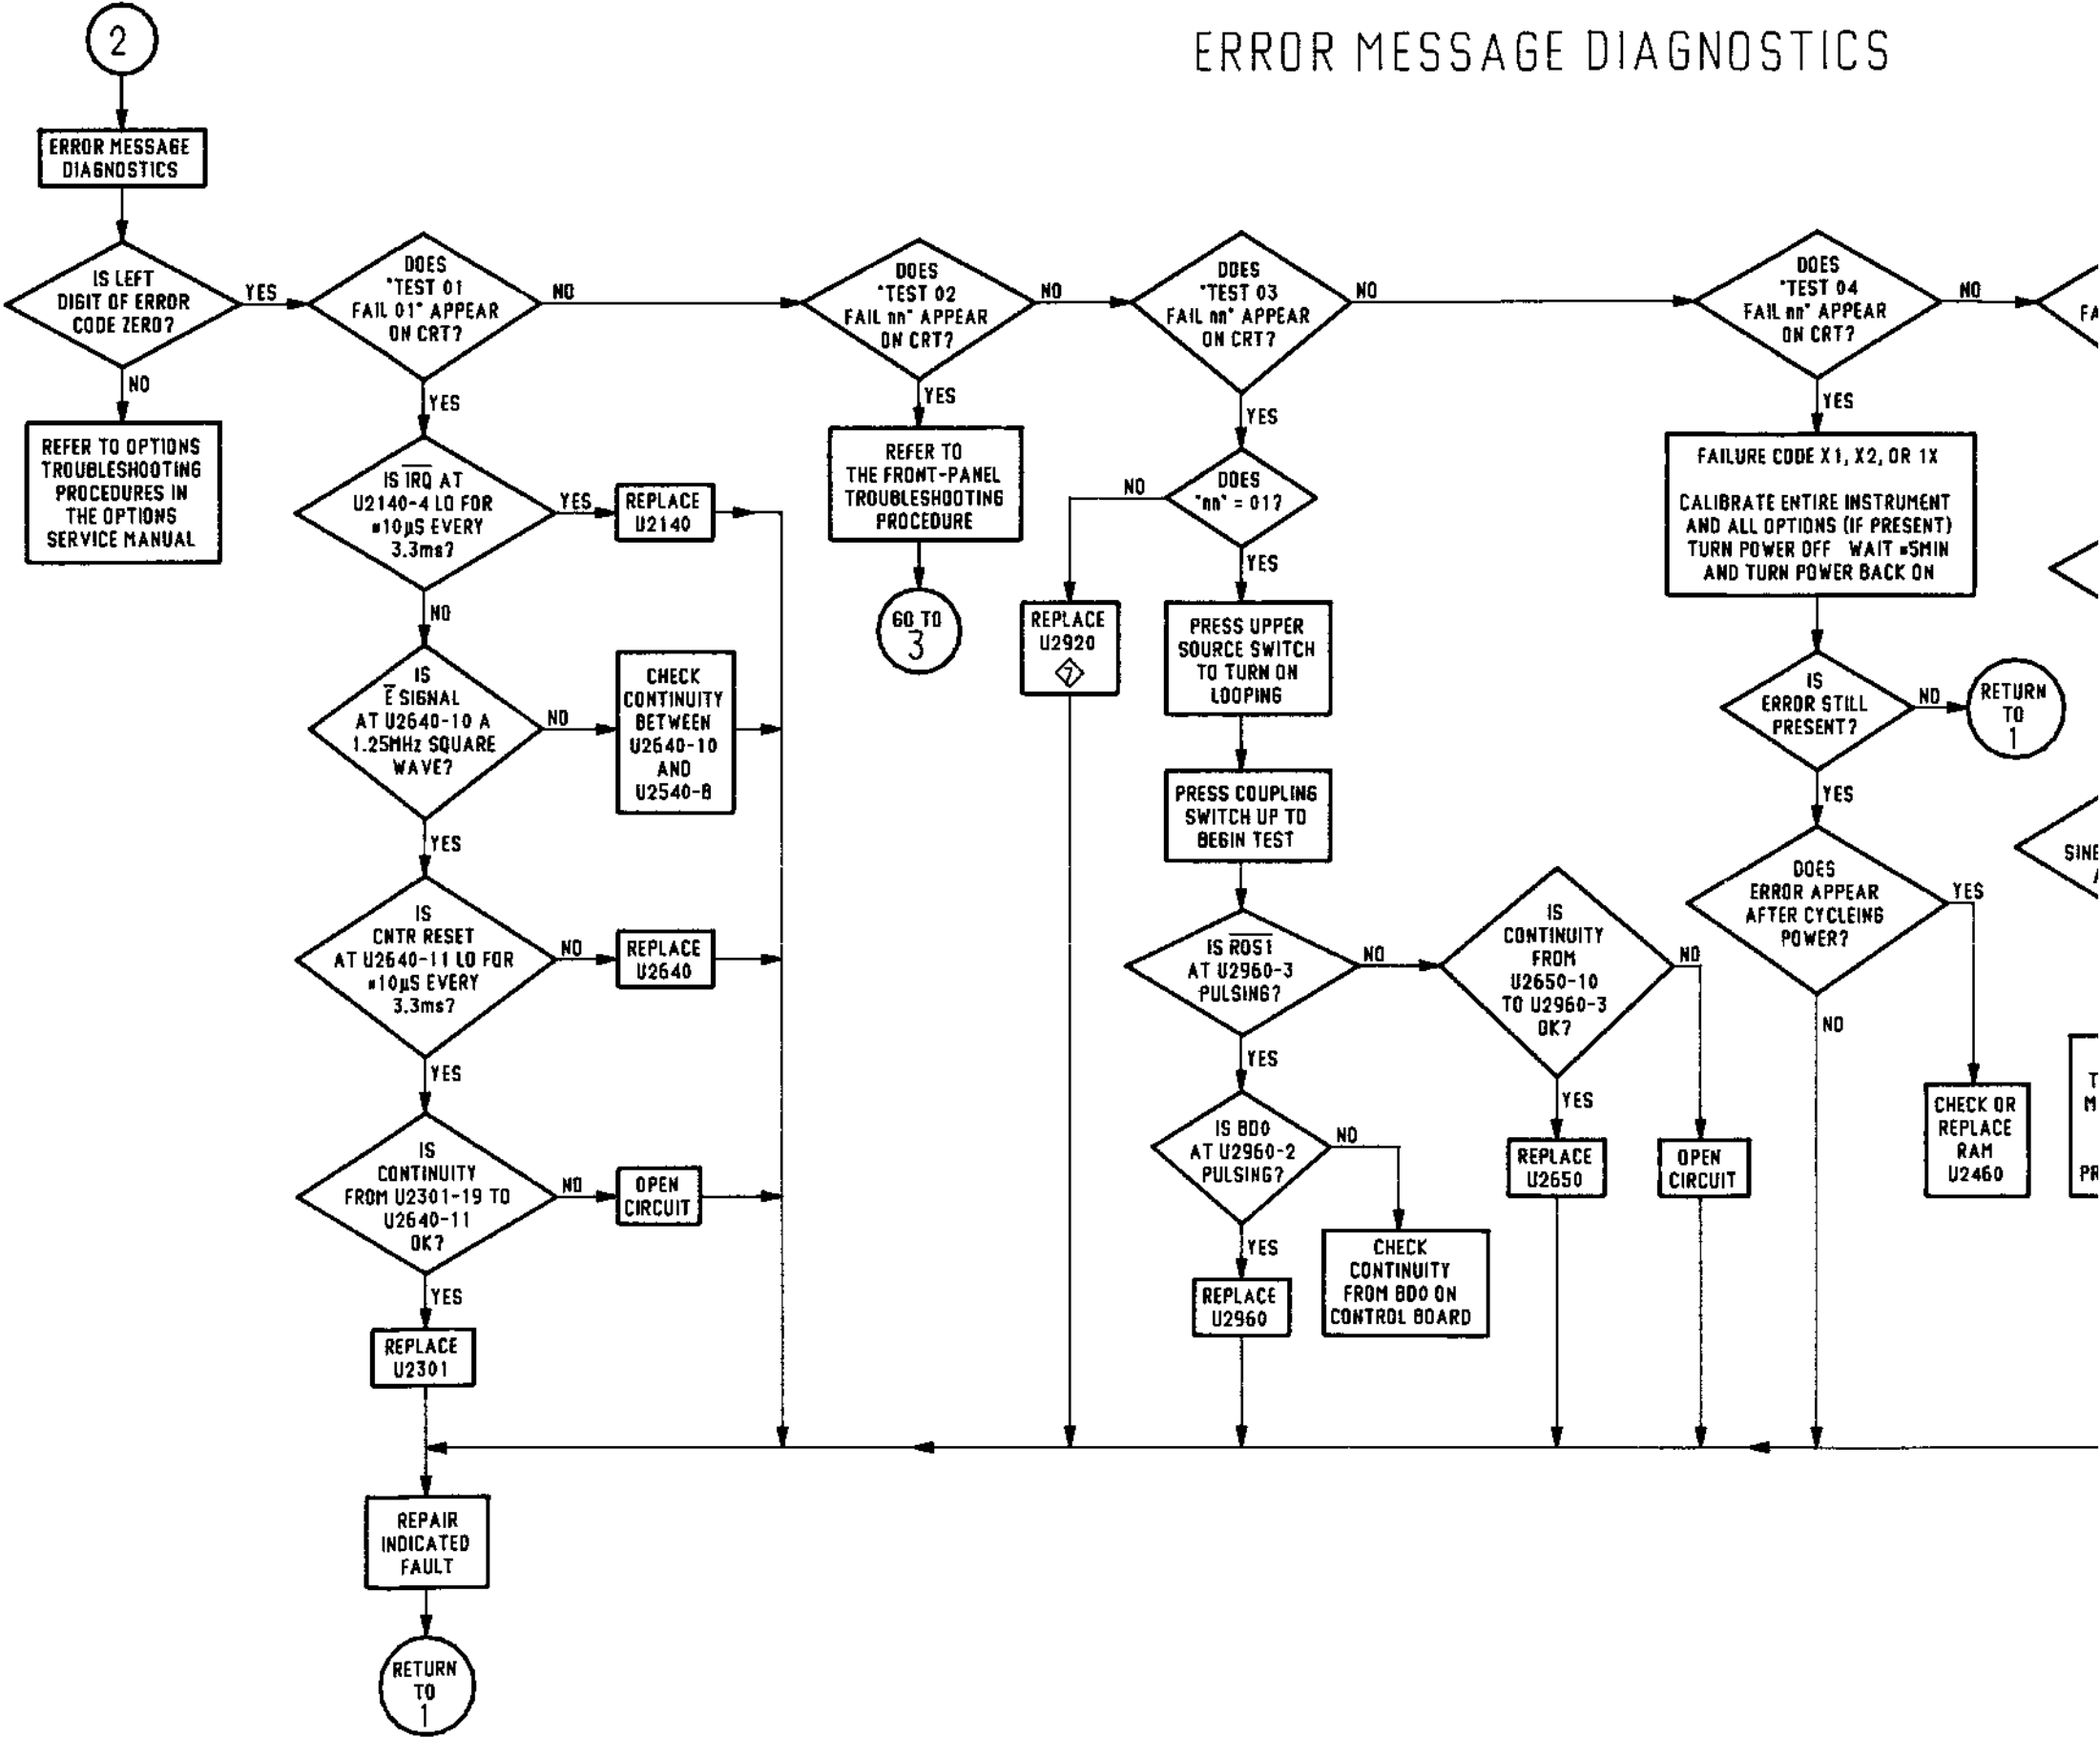 ERROR MESSAGE DIAGNOSTICS
2
ERROR MESSAGE
DIAGNOSTICS
IS LEFT
DIGIT OF ERROR
CODE ZERO?
YES
NO
REFER TO OPTIONS
TROUBLESHOOTING
PROCEDURES IN
THE OPTIONS
SERVICE MANUAL
DOES
"TEST 01
FAIL 01" APPEAR
ON CRT?
NO
YES
IS IRQ AT
U2140-4 LO FOR
≈10µS EVERY
3.3ms?
YES
REPLACE
U2140
NO
IS
E SIGNAL
AT U2640-10 A
1.25MHz SQUARE
WAVE?
NO
CHECK
CONTINUITY
BETWEEN
U2640-10
AND
U2540-8
YES
IS
CNTR RESET
AT U2640-11 LO FOR
≈10µS EVERY
3.3ms?
NO
REPLACE
U2640
YES
IS
CONTINUITY
FROM U2301-19 TO
U2640-11
OK?
NO
OPEN
CIRCUIT
YES
REPLACE
U2301
REPAIR
INDICATED
FAULT
RETURN
TO
1
DOES
"TEST 02
FAIL nn" APPEAR
ON CRT?
NO
YES
REFER TO
THE FRONT-PANEL
TROUBLESHOOTING
PROCEDURE
GO TO
3
DOES
"TEST 03
FAIL nn" APPEAR
ON CRT?
NO
YES
DOES
"nn" = 01?
NO
REPLACE
U2920
7
YES
PRESS UPPER
SOURCE SWITCH
TO TURN ON
LOOPING
PRESS COUPLING
SWITCH UP TO
BEGIN TEST
IS ROS1
AT U2960-3
PULSING?
NO
IS
CONTINUITY
FROM
U2650-10
TO U2960-3
OK?
NO
YES
REPLACE
U2650
OPEN
CIRCUIT
YES
IS BD0
AT U2960-2
PULSING?
NO
CHECK
CONTINUITY
FROM BD0 ON
CONTROL BOARD
YES
REPLACE
U2960
DOES
"TEST 04
FAIL nn" APPEAR
ON CRT?
NO
YES
FAILURE CODE X1, X2, OR 1X
CALIBRATE ENTIRE INSTRUMENT
AND ALL OPTIONS (IF PRESENT)
TURN POWER OFF WAIT ≈5MIN
AND TURN POWER BACK ON
IS
ERROR STILL
PRESENT?
NO
RETURN
TO
1
YES
DOES
ERROR APPEAR
AFTER CYCLEING
POWER?
YES
NO
CHECK OR
REPLACE
RAM
U2460
FA
SINE
T
M
PR